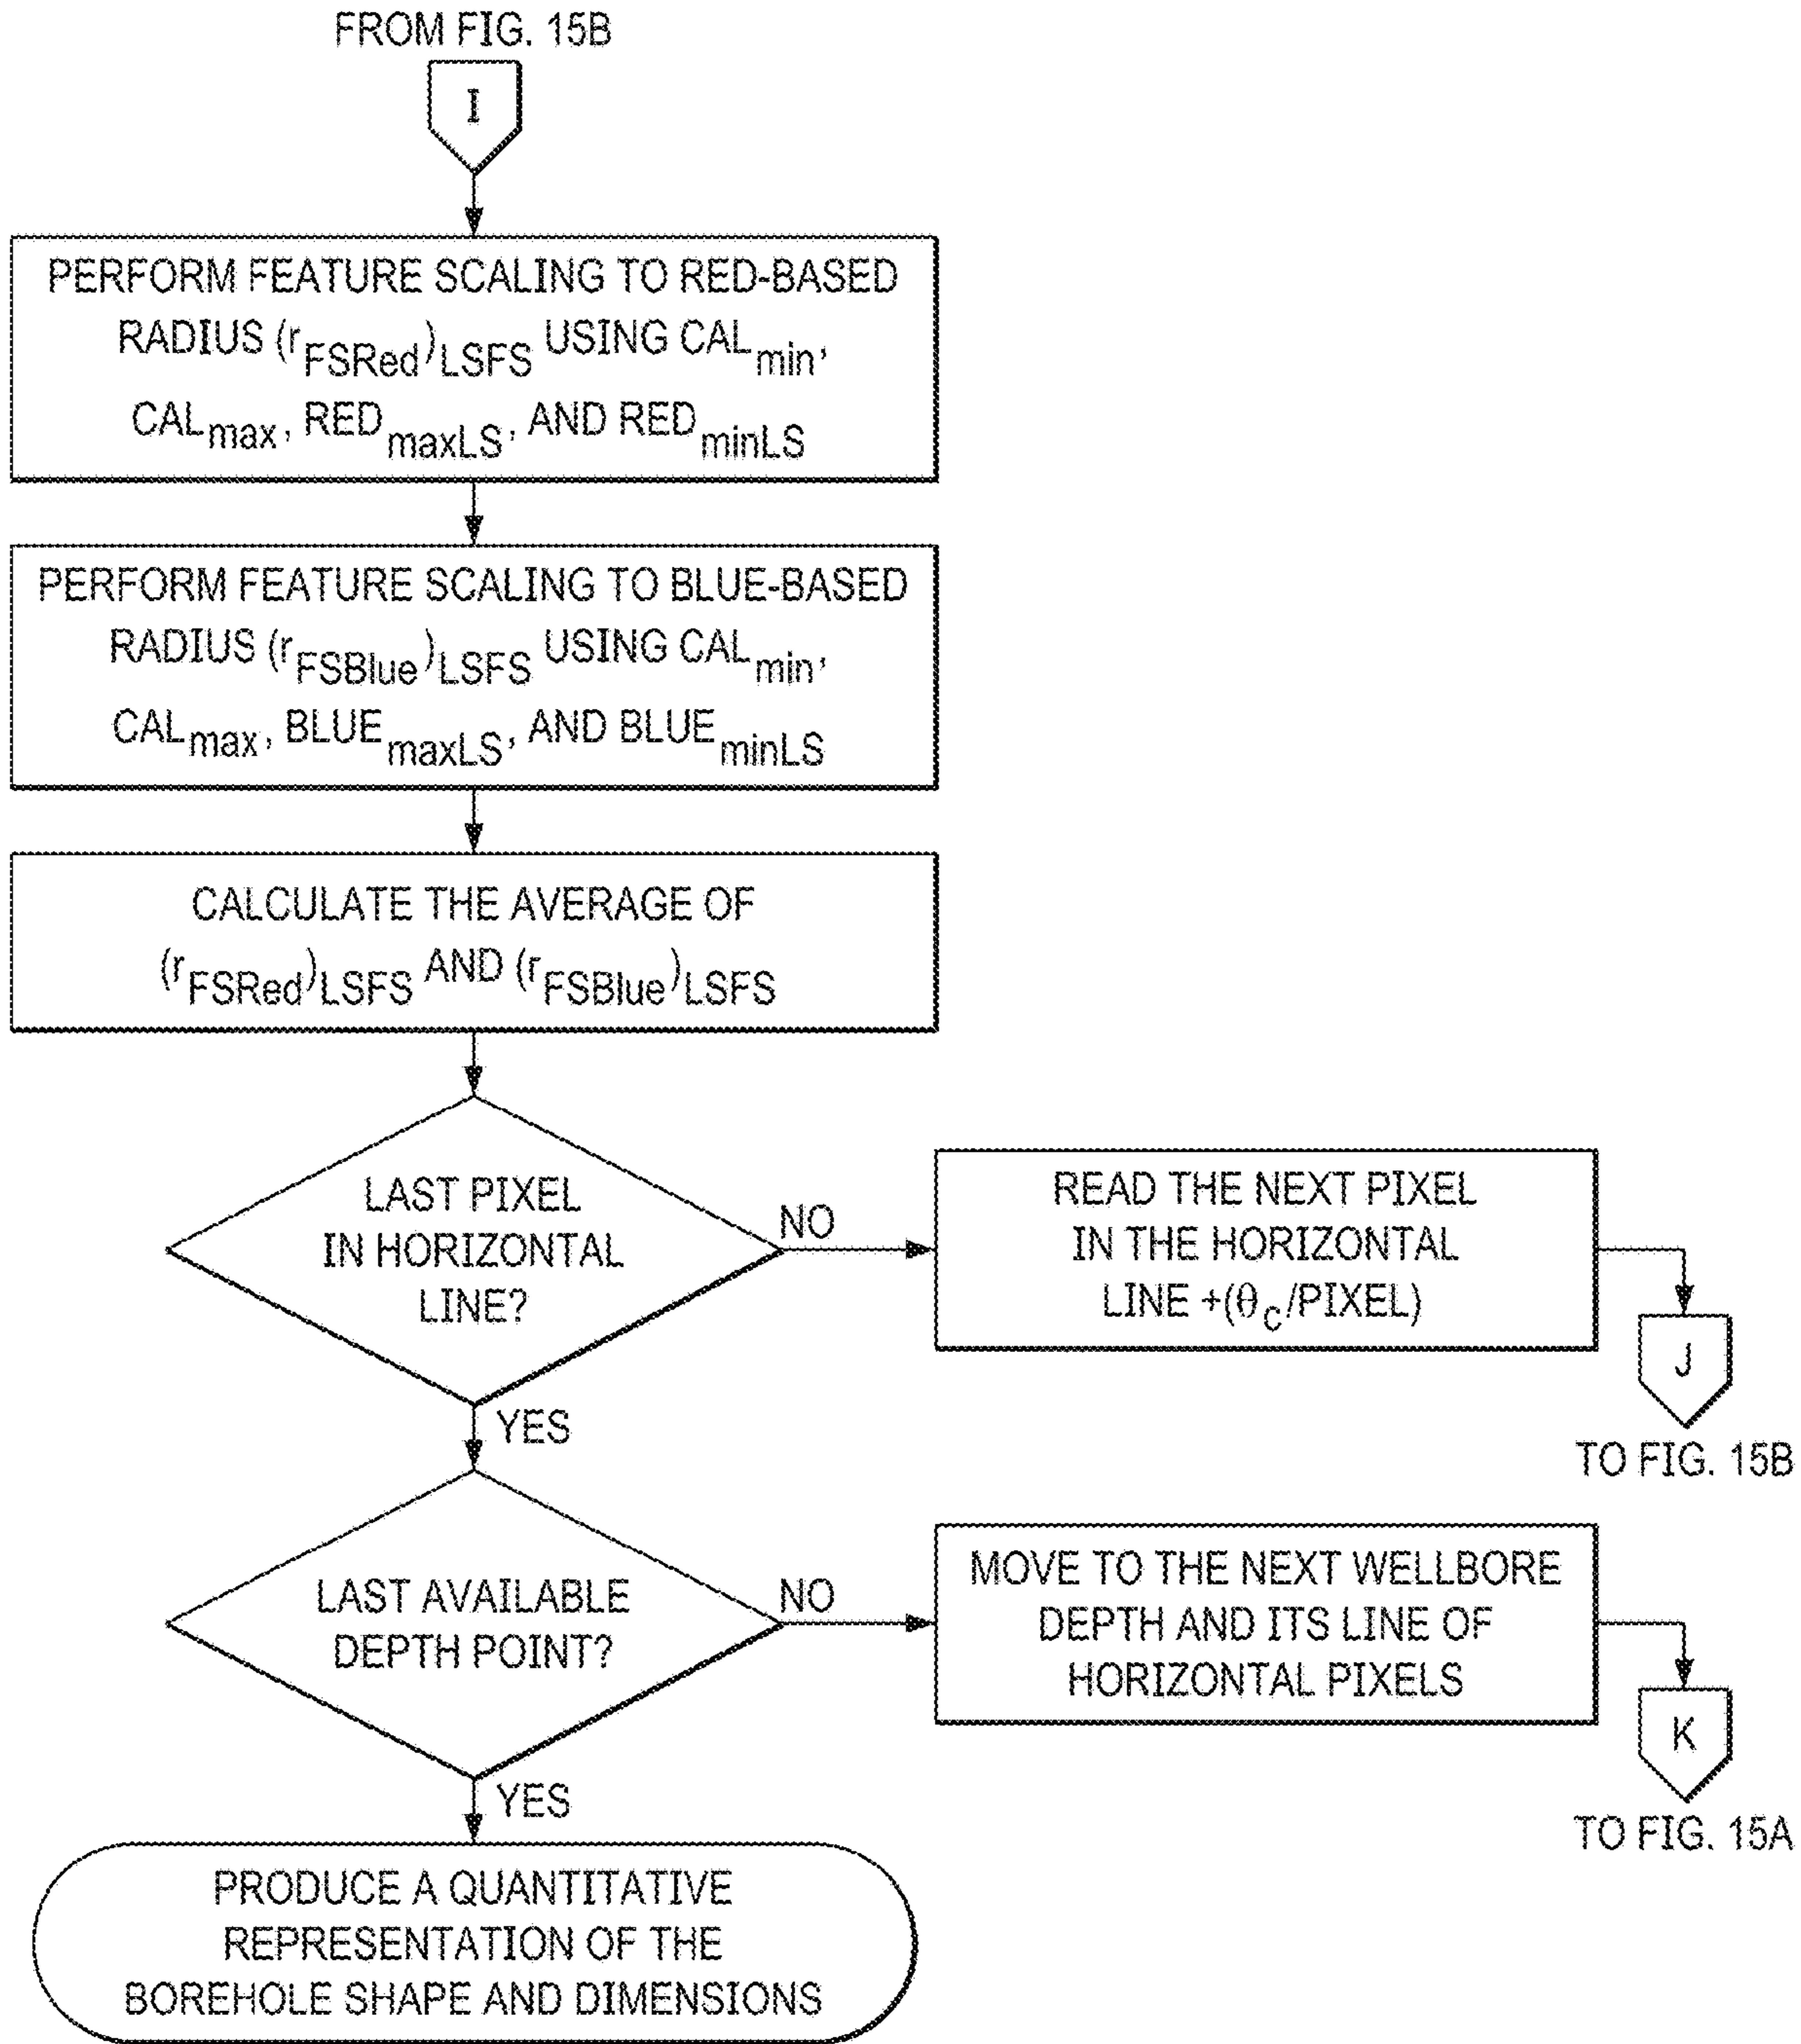 FROM FIG. 15B
I
PERFORM FEATURE SCALING TO RED-BASED
RADIUS (rFSRed)LSFS USING CALmin,
CALmax, REDmaxLS, AND REDminLS
PERFORM FEATURE SCALING TO BLUE-BASED
RADIUS (rFSBlue)LSFS USING CALmin,
CALmax, BLUEmaxLS, AND BLUEminLS
CALCULATE THE AVERAGE OF
(rFSRed)LSFS AND (rFSBlue)LSFS
LAST PIXEL
IN HORIZONTAL
LINE?
NO
READ THE NEXT PIXEL
IN THE HORIZONTAL
LINE +(θc/PIXEL)
J
TO FIG. 15B
YES
LAST AVAILABLE
DEPTH POINT?
NO
MOVE TO THE NEXT WELLBORE
DEPTH AND ITS LINE OF
HORIZONTAL PIXELS
K
TO FIG. 15A
YES
PRODUCE A QUANTITATIVE
REPRESENTATION OF THE
BOREHOLE SHAPE AND DIMENSIONS